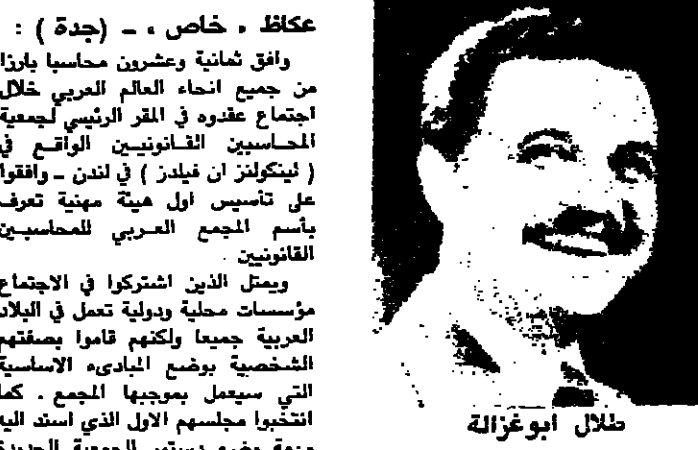 عكاظ ، خاص ، ــ (جدة ) :
وافق ثمانية وعشرون محاسبا بارزا
من جميع انحاء العالم العربي خلال
اجتماع عقدوه في المقر الرئيسي لجمعية
المحاسبين القانونيين الواقع في
( لينكولنز ان فيلدز ) في لندن ــ وافقوا
على تأسيس اول هيئة مهنية تعرف
بأسم المجمع العربي للمحاسبين
القانونيين .
ويمثل الذين اشتركوا في الاجتماع
مؤسسات محلية ودولية تعمل في البلاد
العربية جميعا ولكنهم قاموا بصفتهم
الشخصية بوضع المبادىء الاساسية
التي سيعمل بموجبها المجمع . كما
انتخبوا مجلسهم الاول الذي اسند اليه
طلال ابوغزالة